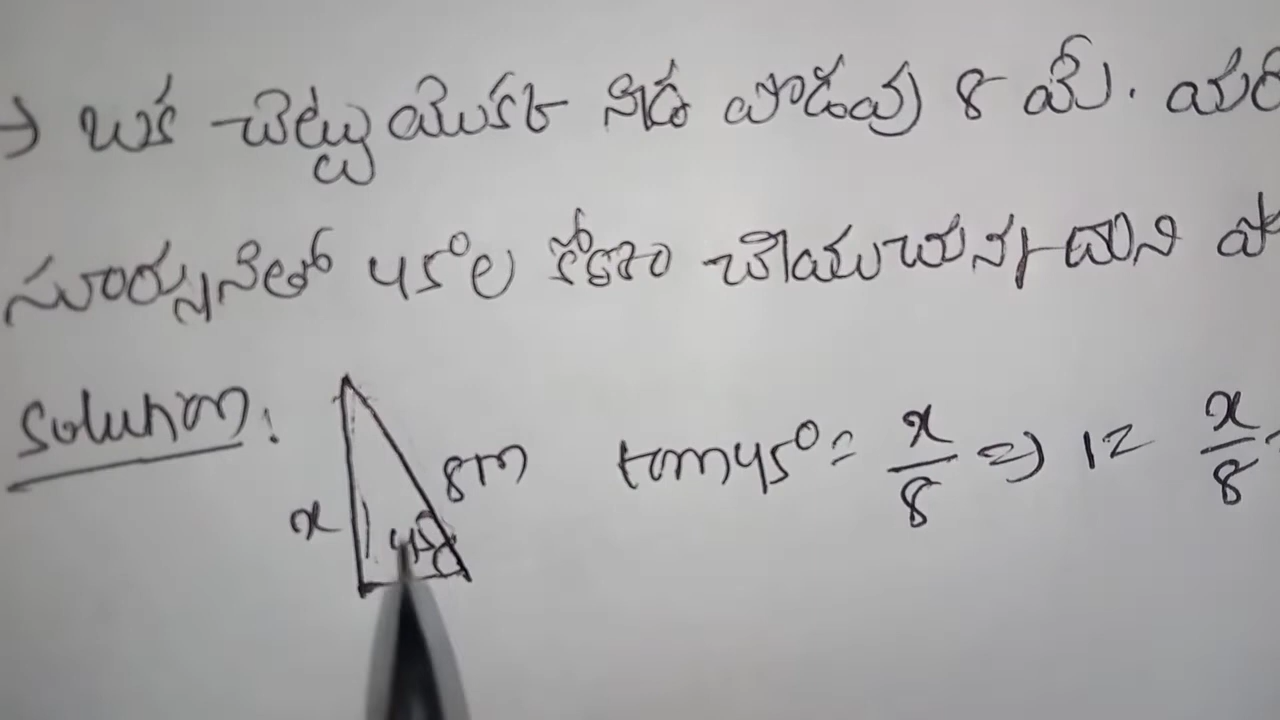 → ఒక చెట్టు యొక్క నీడ పొడవు 8 మీ. మరి
సూర్యునితో 45°ల కోణం చేయుచున్న దాని పొ
Solution:
x 8m 45° tan45° = x/8 ⇒ 1 = x/8